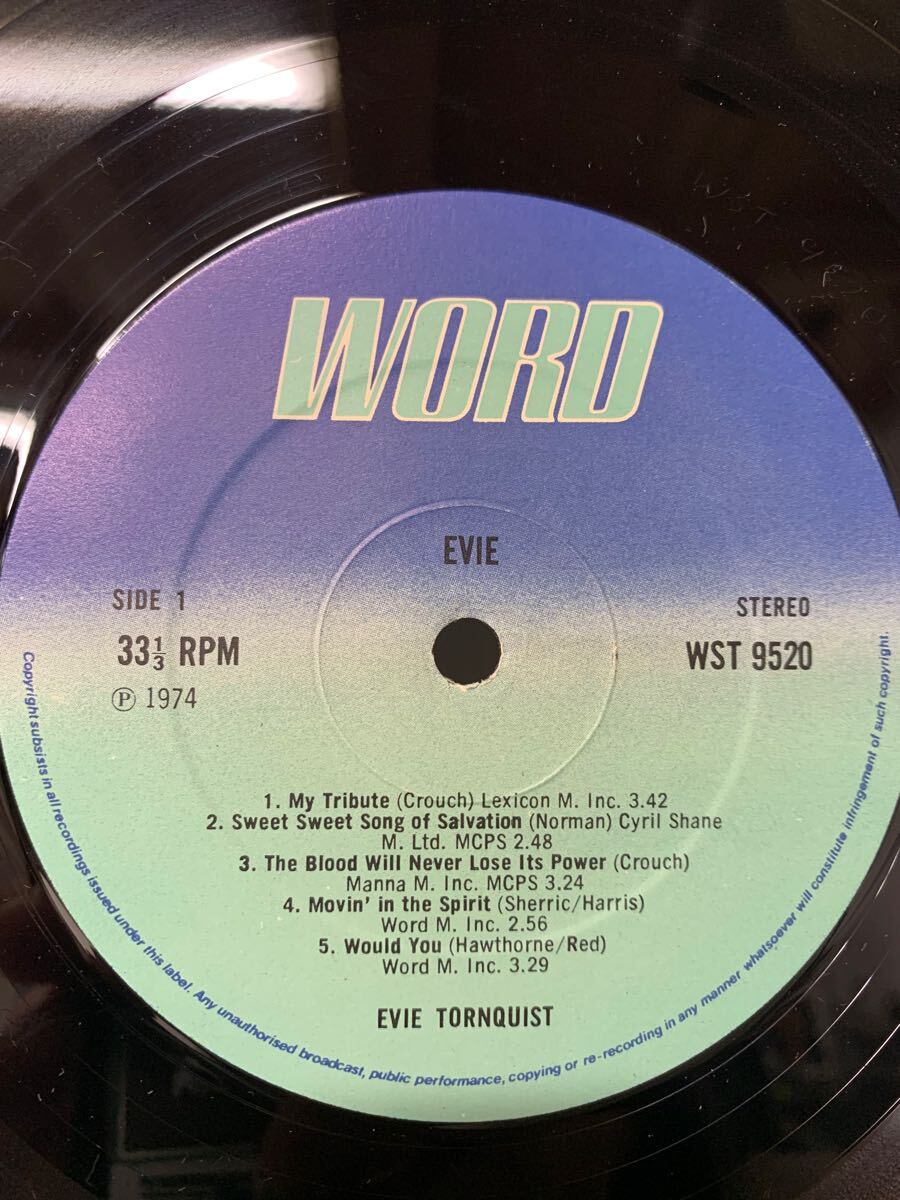 WORD
EVIE
SIDE 1
STEREO
33⅓ RPM
WST 9520
Ⓟ 1974
1. My Tribute (Crouch) Lexicon M. Inc. 3.42
2. Sweet Sweet Song of Salvation (Norman) Cyril Shane
M. Ltd. MCPS 2.48
3. The Blood Will Never Lose Its Power (Crouch)
Manna M. Inc. MCPS 3.24
4. Movin' in the Spirit (Sherric/Harris)
Word M. Inc. 2.56
5. Would You (Hawthorne/Red)
Word M. Inc. 3.29
EVIE TORNQUIST
Copyright subsists in all recordings issued under this label. Any unauthorised broadcast, public performance, copying or re-recording in any manner whatsoever will constitute infringement of such copyright.